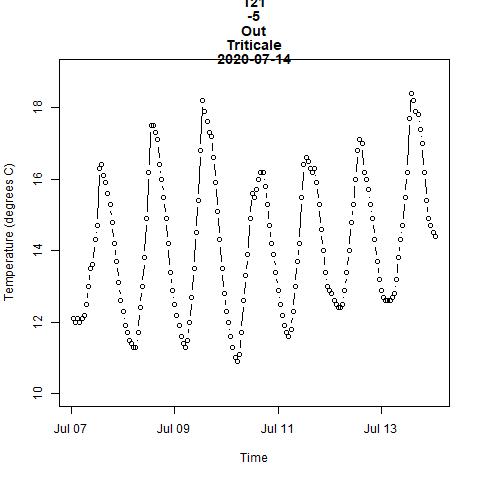 121
-5
Out
Triticale
2020-07-14
Temperature (degrees C)
18
16
14
12
10
Jul 07
Jul 09
Jul 11
Jul 13
Time